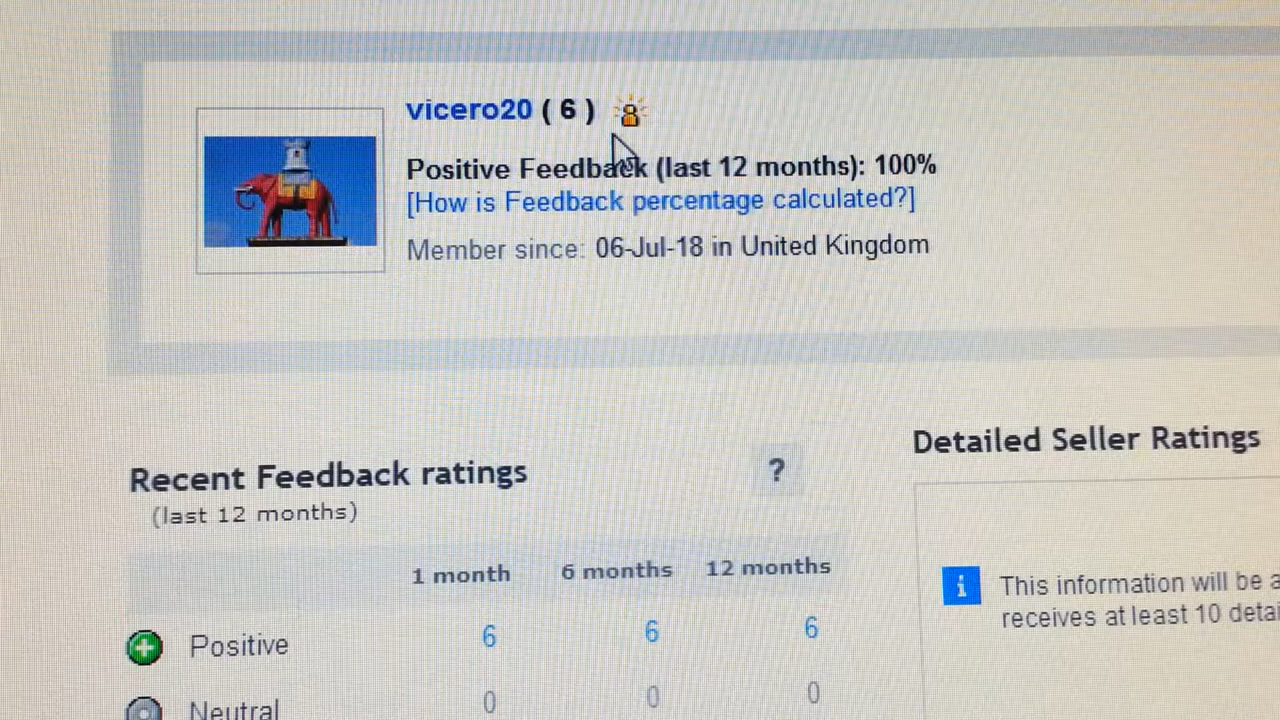 vicero20 ( 6 )
Positive Feedback (last 12 months): 100%
[How is Feedback percentage calculated?]
Member since: 06-Jul-18 in United Kingdom
Detailed Seller Ratings
Recent Feedback ratings
?
(last 12 months)
1 month 6 months 12 months
i This information will be a
receives at least 10 detai
Positive 6 6 6
Neutral 0 0 0